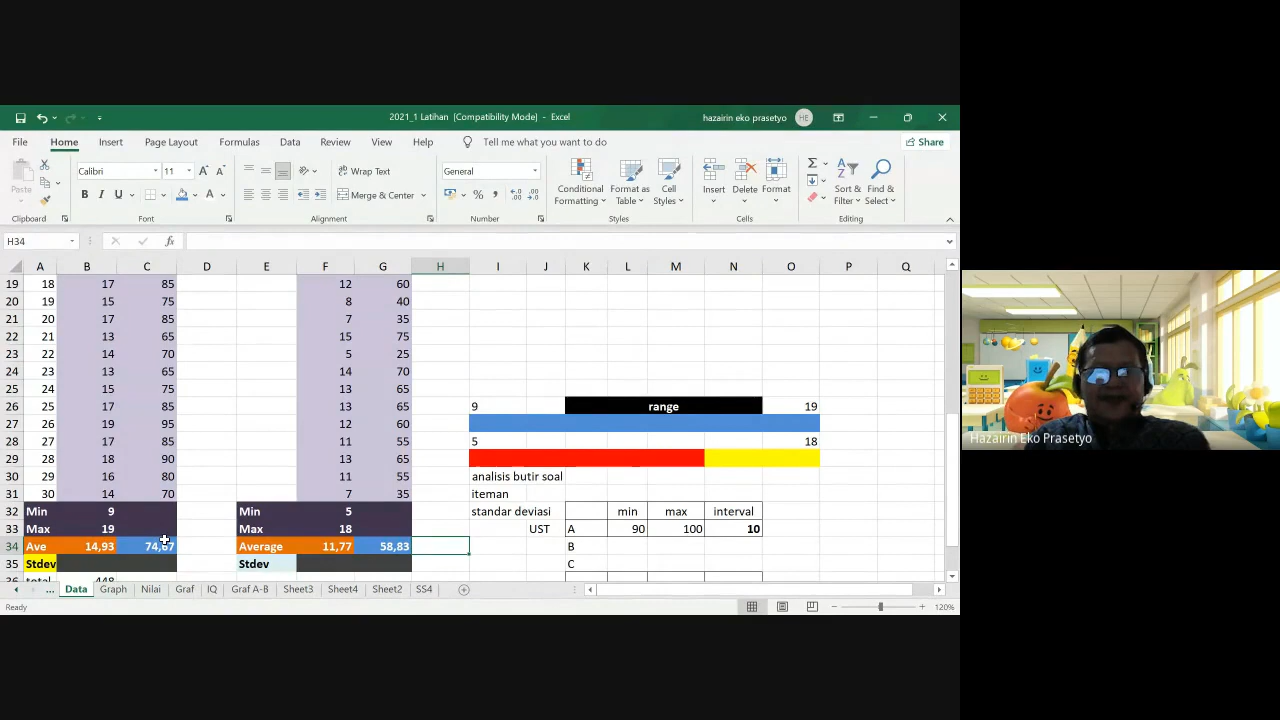 2021_1 Latihan [Compatibility Mode] - Excel
hazairin eko prasetyo
HE
File Home Insert Page Layout Formulas Data Review View Help Tell me what you want to do Share
Paste
Calibri 11
B I U
A A
Wrap Text
Merge & Center
General
% ,
Conditional Formatting
Format as Table
Cell Styles
Insert Delete Format
Sort & Filter
Find & Select
Clipboard Font Alignment Number Styles Cells Editing
H34 fx
A B C D E F G H I J K L M N O P Q
19 18 17 85 12 60
20 19 15 75 8 40
21 20 17 85 7 35
22 21 13 65 15 75
23 22 14 70 5 25
24 23 13 65 14 70
25 24 15 75 13 65
26 25 17 85 13 65 9 range 19
27 26 19 95 12 60
28 27 17 85 11 55 5 18
29 28 18 90 13 65
30 29 16 80 11 55 analisis butir soal
31 30 14 70 7 35 iteman
32 Min 9 Min 5 standar deviasi min max interval
33 Max 19 Max 18 UST A 90 100 10
34 Ave 14,93 74,67 Average 11,77 58,83 B
35 Stdev Stdev C
36 total 448
... Data Graph Nilai Graf IQ Graf A-B Sheet3 Sheet4 Sheet2 SS4
Ready 120%
Hazairin Eko Prasetyo